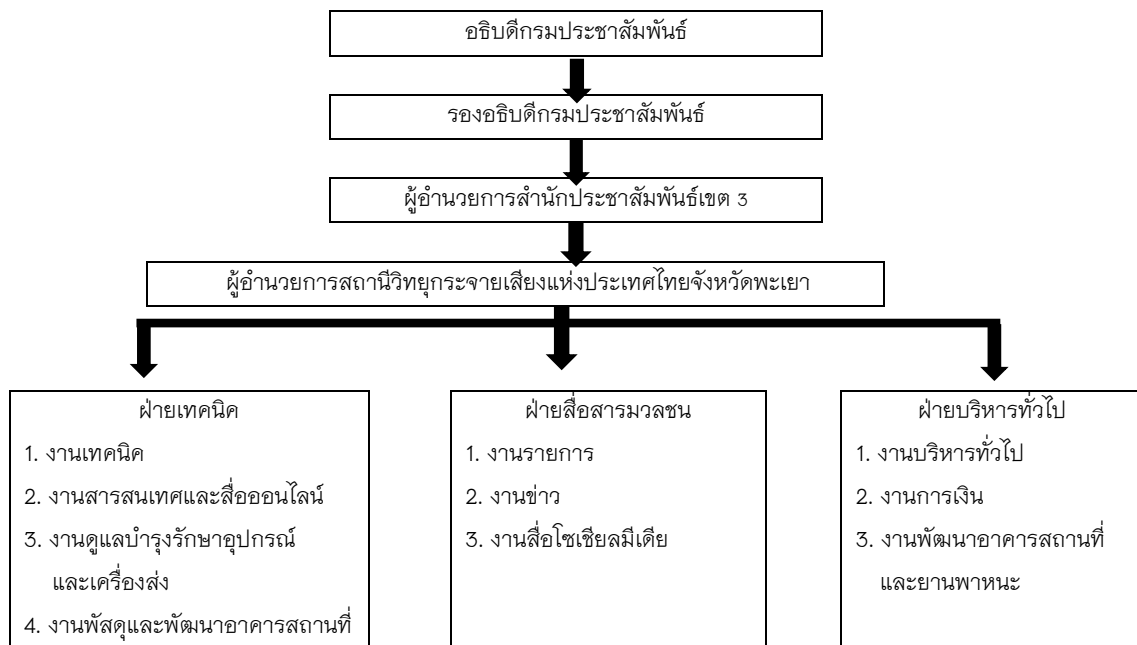 อธิบดีกรมประชาสัมพันธ์
รองอธิบดีกรมประชาสัมพันธ์
ผู้อำนวยการสำนักประชาสัมพันธ์เขต 3
ผู้อำนวยการสถานีวิทยุกระจายเสียงแห่งประเทศไทยจังหวัดพะเยา
ฝ่ายเทคนิค
1. งานเทคนิค
2. งานสารสนเทศและสื่อออนไลน์
3. งานดูแลบำรุงรักษาอุปกรณ์
และเครื่องส่ง
4. งานพัสดุและพัฒนาอาคารสถานที่
ฝ่ายสื่อสารมวลชน
1. งานรายการ
2. งานข่าว
3. งานสื่อโซเชียลมีเดีย
ฝ่ายบริหารทั่วไป
1. งานบริหารทั่วไป
2. งานการเงิน
3. งานพัฒนาอาคารสถานที่
และยานพาหนะ